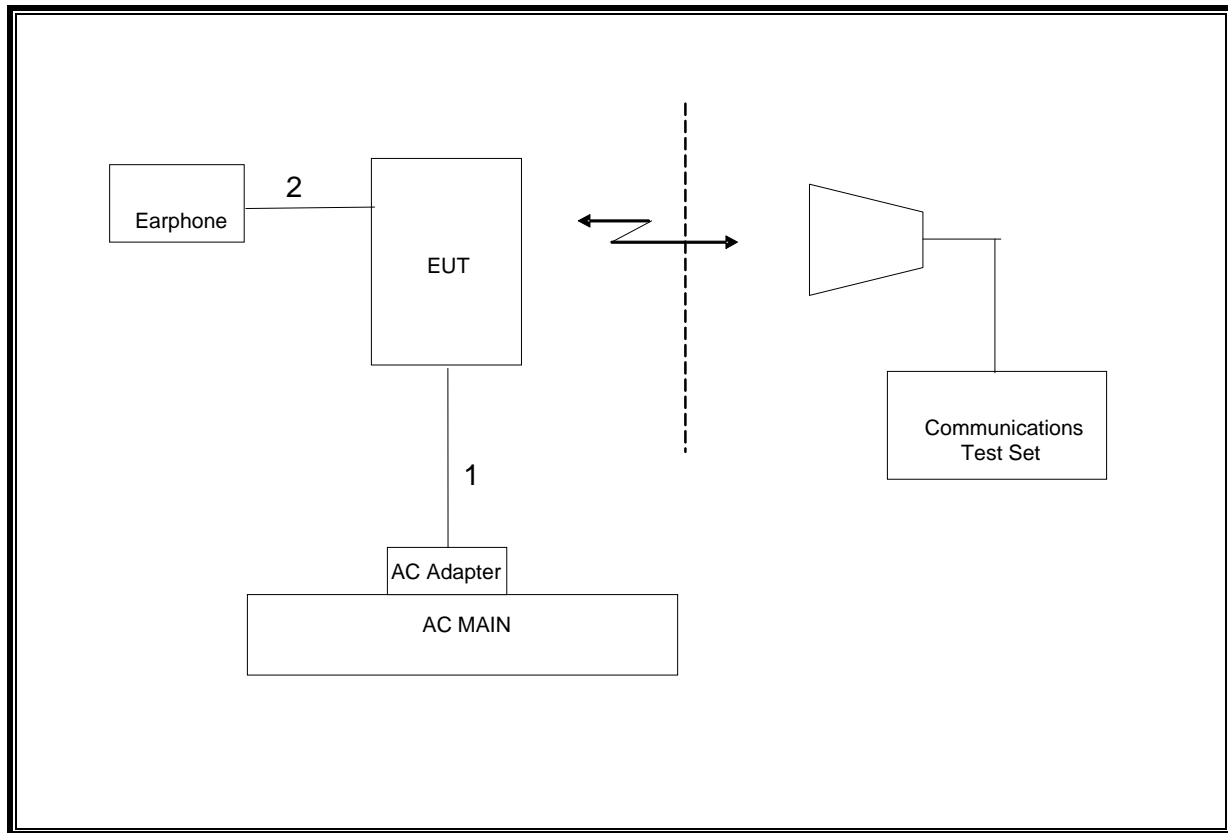 2
Earphone
EUT
Communications
Test Set
1
AC Adapter
AC MAIN